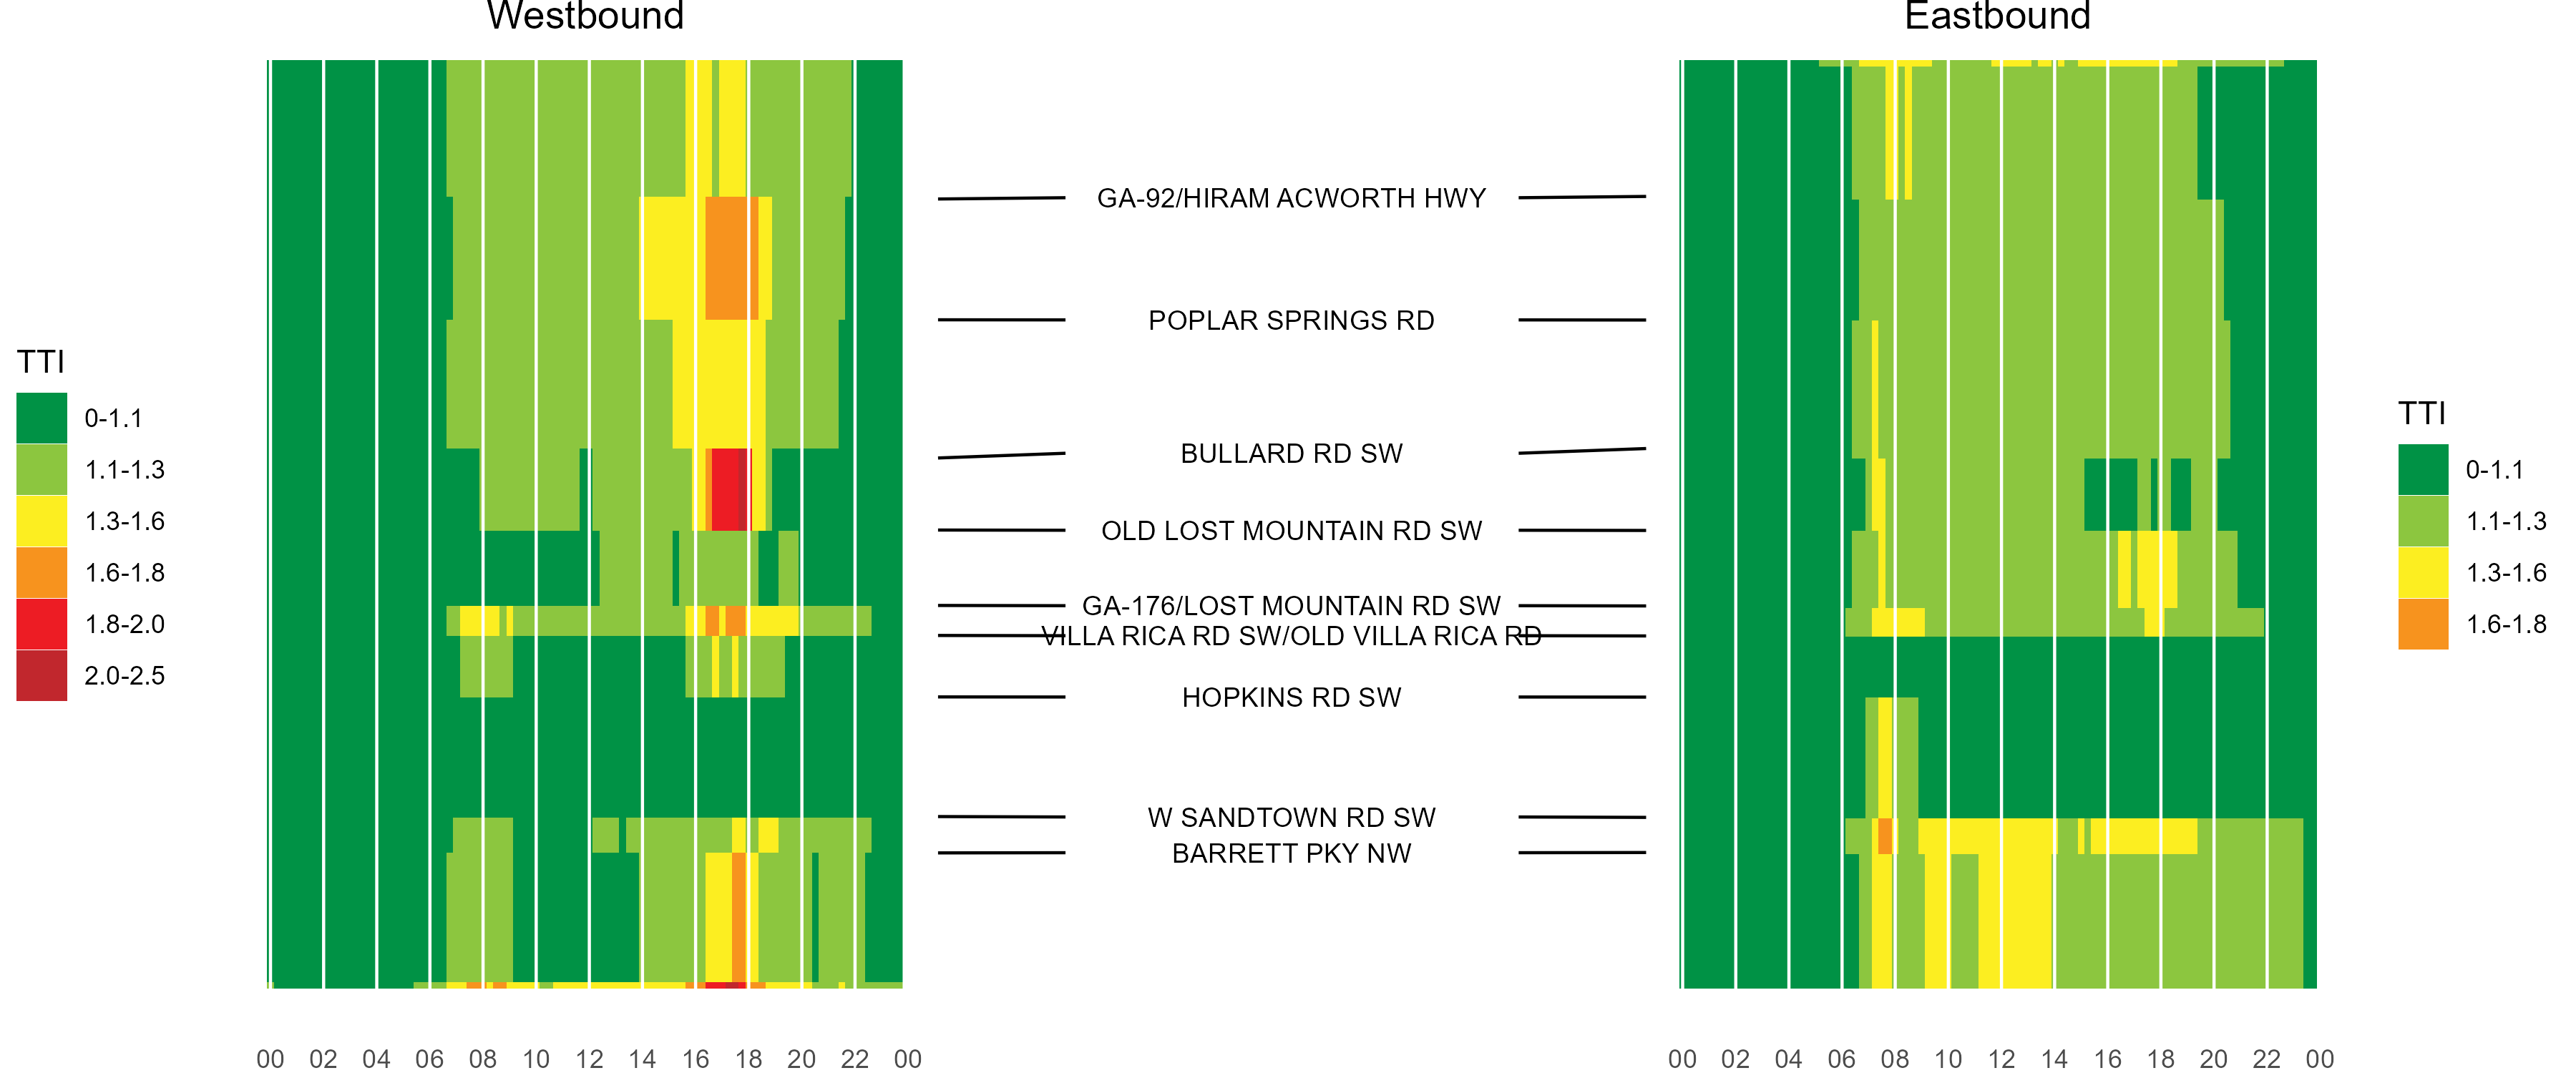 Westbound
Eastbound
GA-92/HIRAM ACWORTH HWY
POPLAR SPRINGS RD
BULLARD RD SW
OLD LOST MOUNTAIN RD SW
GA-176/LOST MOUNTAIN RD SW
VILLA RICA RD SW/OLD VILLA RICA RD
HOPKINS RD SW
W SANDTOWN RD SW
BARRETT PKY NW
TTI
0-1.1
1.1-1.3
1.3-1.6
1.6-1.8
1.8-2.0
2.0-2.5
TTI
0-1.1
1.1-1.3
1.3-1.6
1.6-1.8
00 02 04 06 08 10 12 14 16 18 20 22 00
00 02 04 06 08 10 12 14 16 18 20 22 00